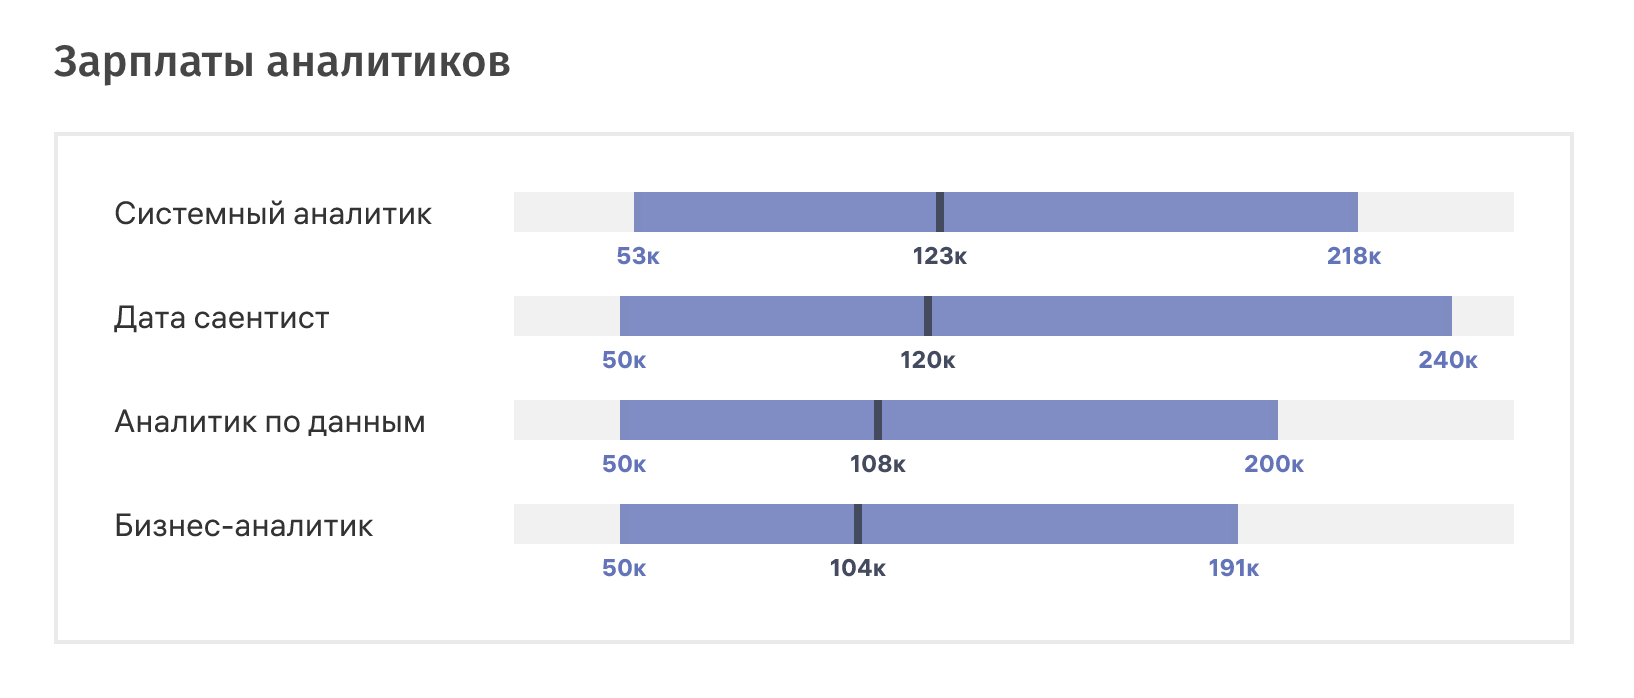 Зарплаты аналитиков
Системный аналитик
53к 123к 218к
Дата саентист
50к 120к 240к
Аналитик по данным
50к 108к 200к
Бизнес-аналитик
50к 104к 191к